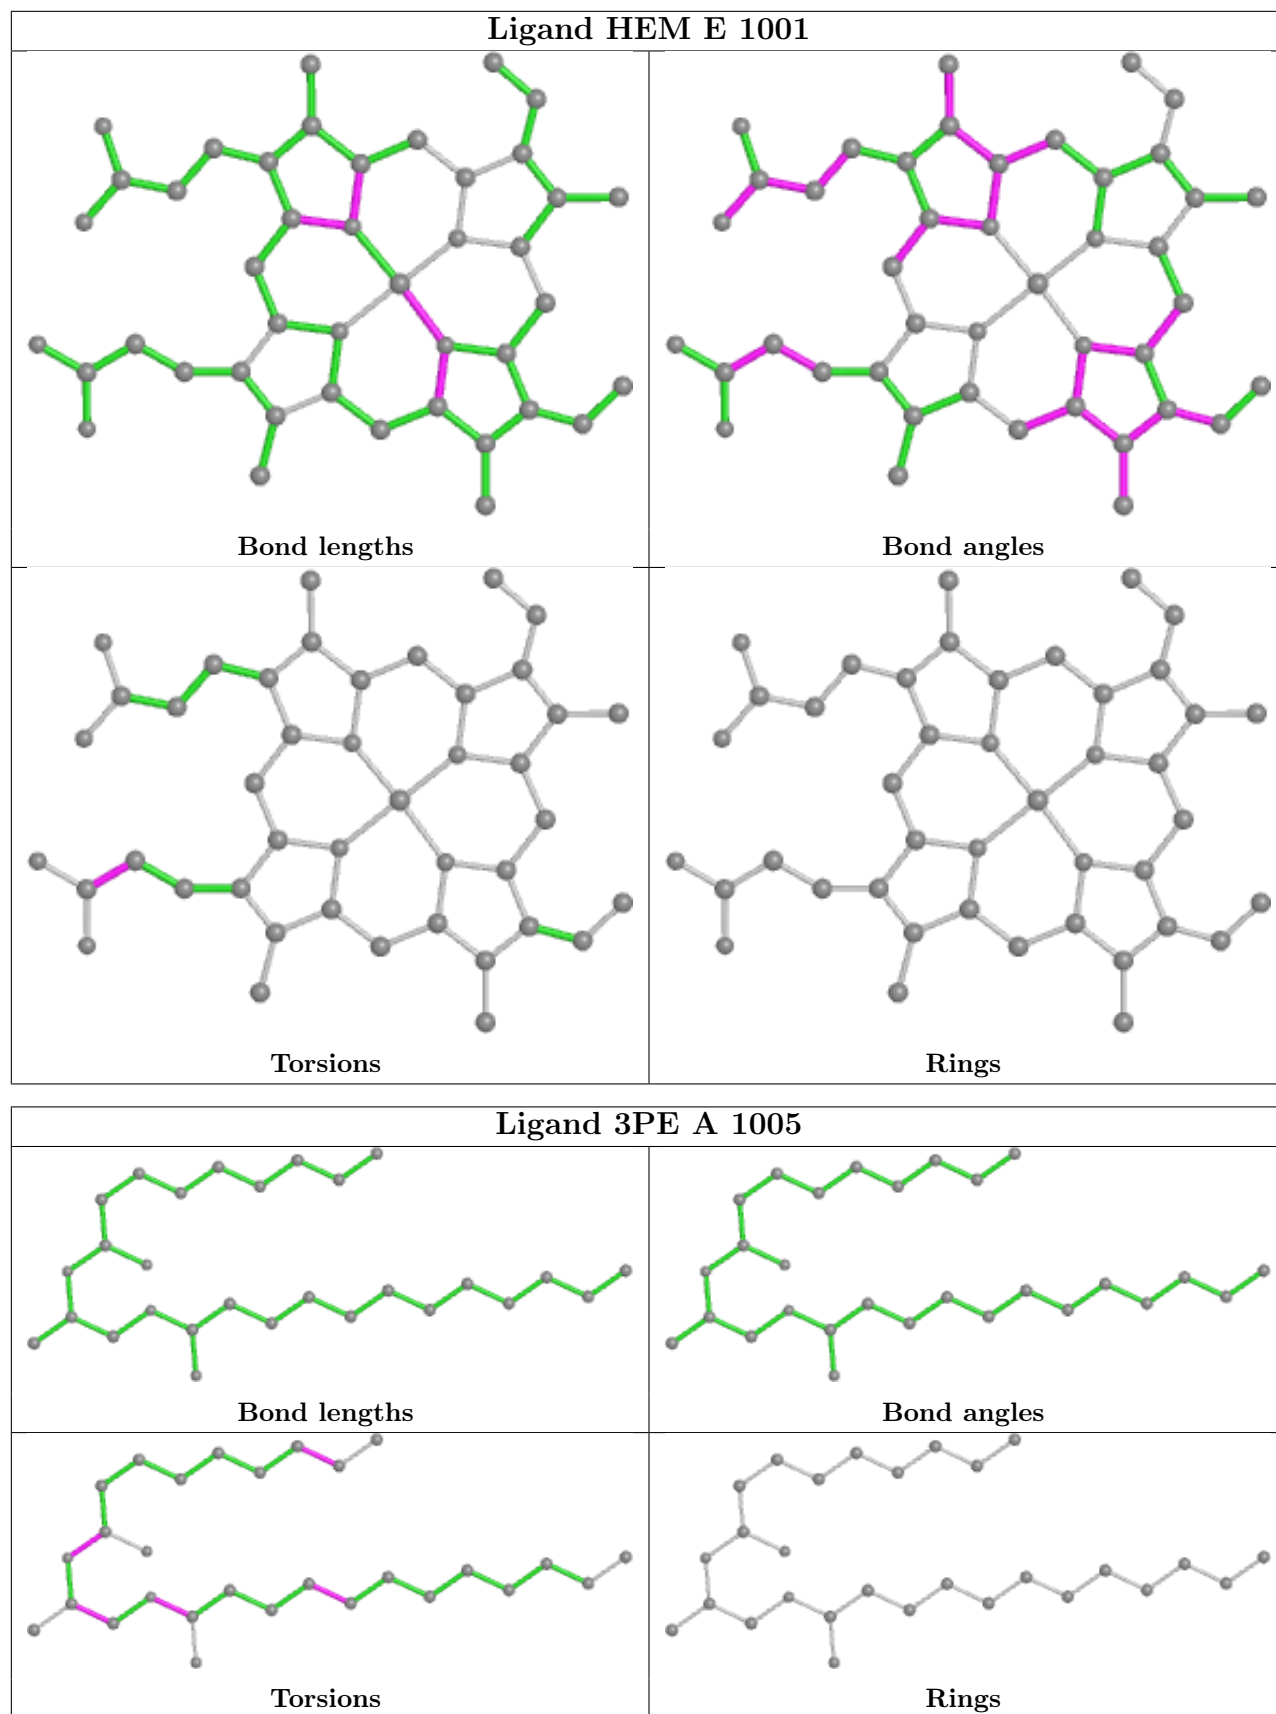 Ligand HEM E 1001
Bond lengths
Bond angles
Torsions
Rings
Ligand 3PE A 1005
Bond lengths
Bond angles
Torsions
Rings